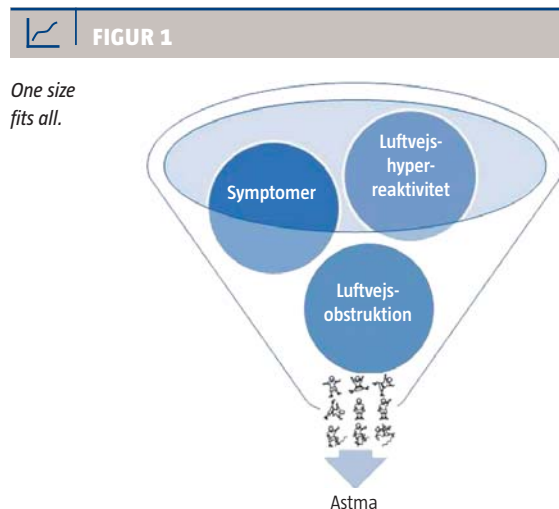 FIGUR 1
One size
fits all.
Luftvejs-
hyper-
reaktivitet
Symptomer
Luftvejs-
obstruktion
Astma